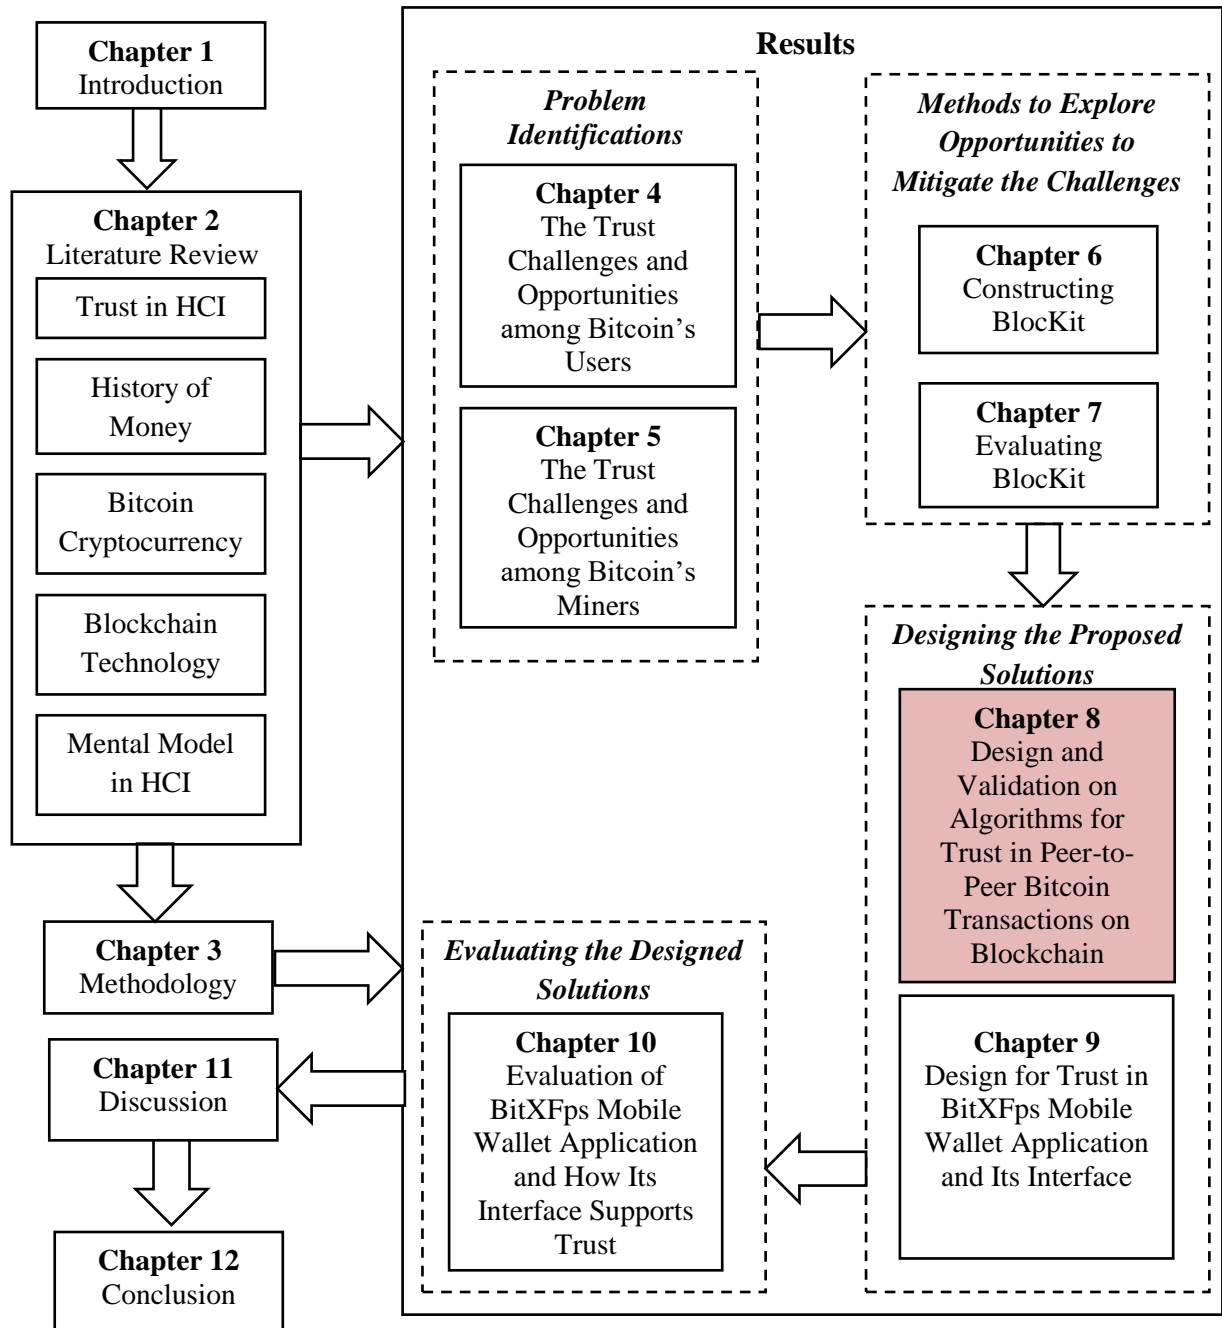 Chapter 1
Introduction
Chapter 2
Literature Review
Trust in HCI
History of
Money
Bitcoin
Cryptocurrency
Blockchain
Technology
Mental Model
in HCI
Chapter 3
Methodology
Results
Problem
Identifications
Chapter 4
The Trust
Challenges and
Opportunities
among Bitcoin's
Users
Chapter 5
The Trust
Challenges and
Opportunities
among Bitcoin's
Miners
Methods to Explore
Opportunities to
Mitigate the Challenges
Chapter 6
Constructing
BlocKit
Chapter 7
Evaluating
BlocKit
Designing the Proposed
Solutions
Chapter 8
Design and
Validation on
Algorithms for
Trust in Peer-to-
Peer Bitcoin
Transactions on
Blockchain
Chapter 9
Design for Trust in
BitXFps Mobile
Wallet Application
and Its Interface
Evaluating the Designed
Solutions
Chapter 10
Evaluation of
BitXFps Mobile
Wallet Application
and How Its
Interface Supports
Trust
Chapter 11
Discussion
Chapter 12
Conclusion